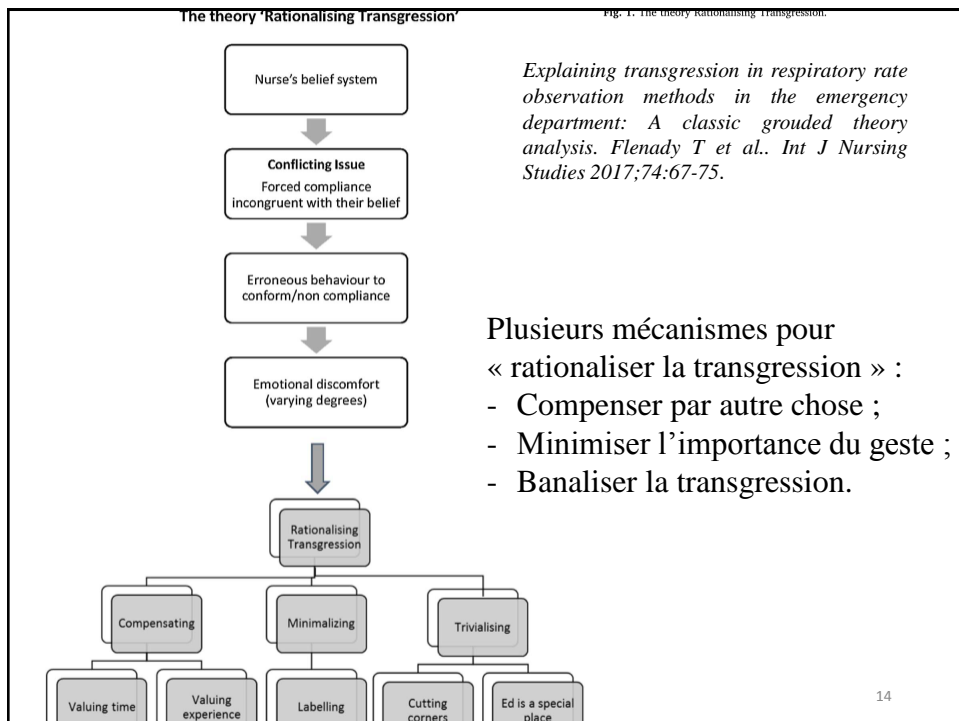 The theory 'Rationalising Transgression'
Fig. 1. The theory Rationalising Transgression.
Nurse's belief system
Conflicting Issue
Forced compliance
incongruent with their belief
Erroneous behaviour to
conform/non compliance
Emotional discomfort
(varying degrees)
Rationalising
Transgression
Compensating
Minimalizing
Trivialising
Valuing time
Valuing
experience
Labelling
Cutting
corners
Ed is a special
place
Explaining transgression in respiratory rate
observation methods in the emergency
department: A classic grouded theory
analysis. Flenady T et al.. Int J Nursing
Studies 2017;74:67-75.
Plusieurs mécanismes pour
« rationaliser la transgression » :
- Compenser par autre chose ;
- Minimiser l'importance du geste ;
- Banaliser la transgression.
14